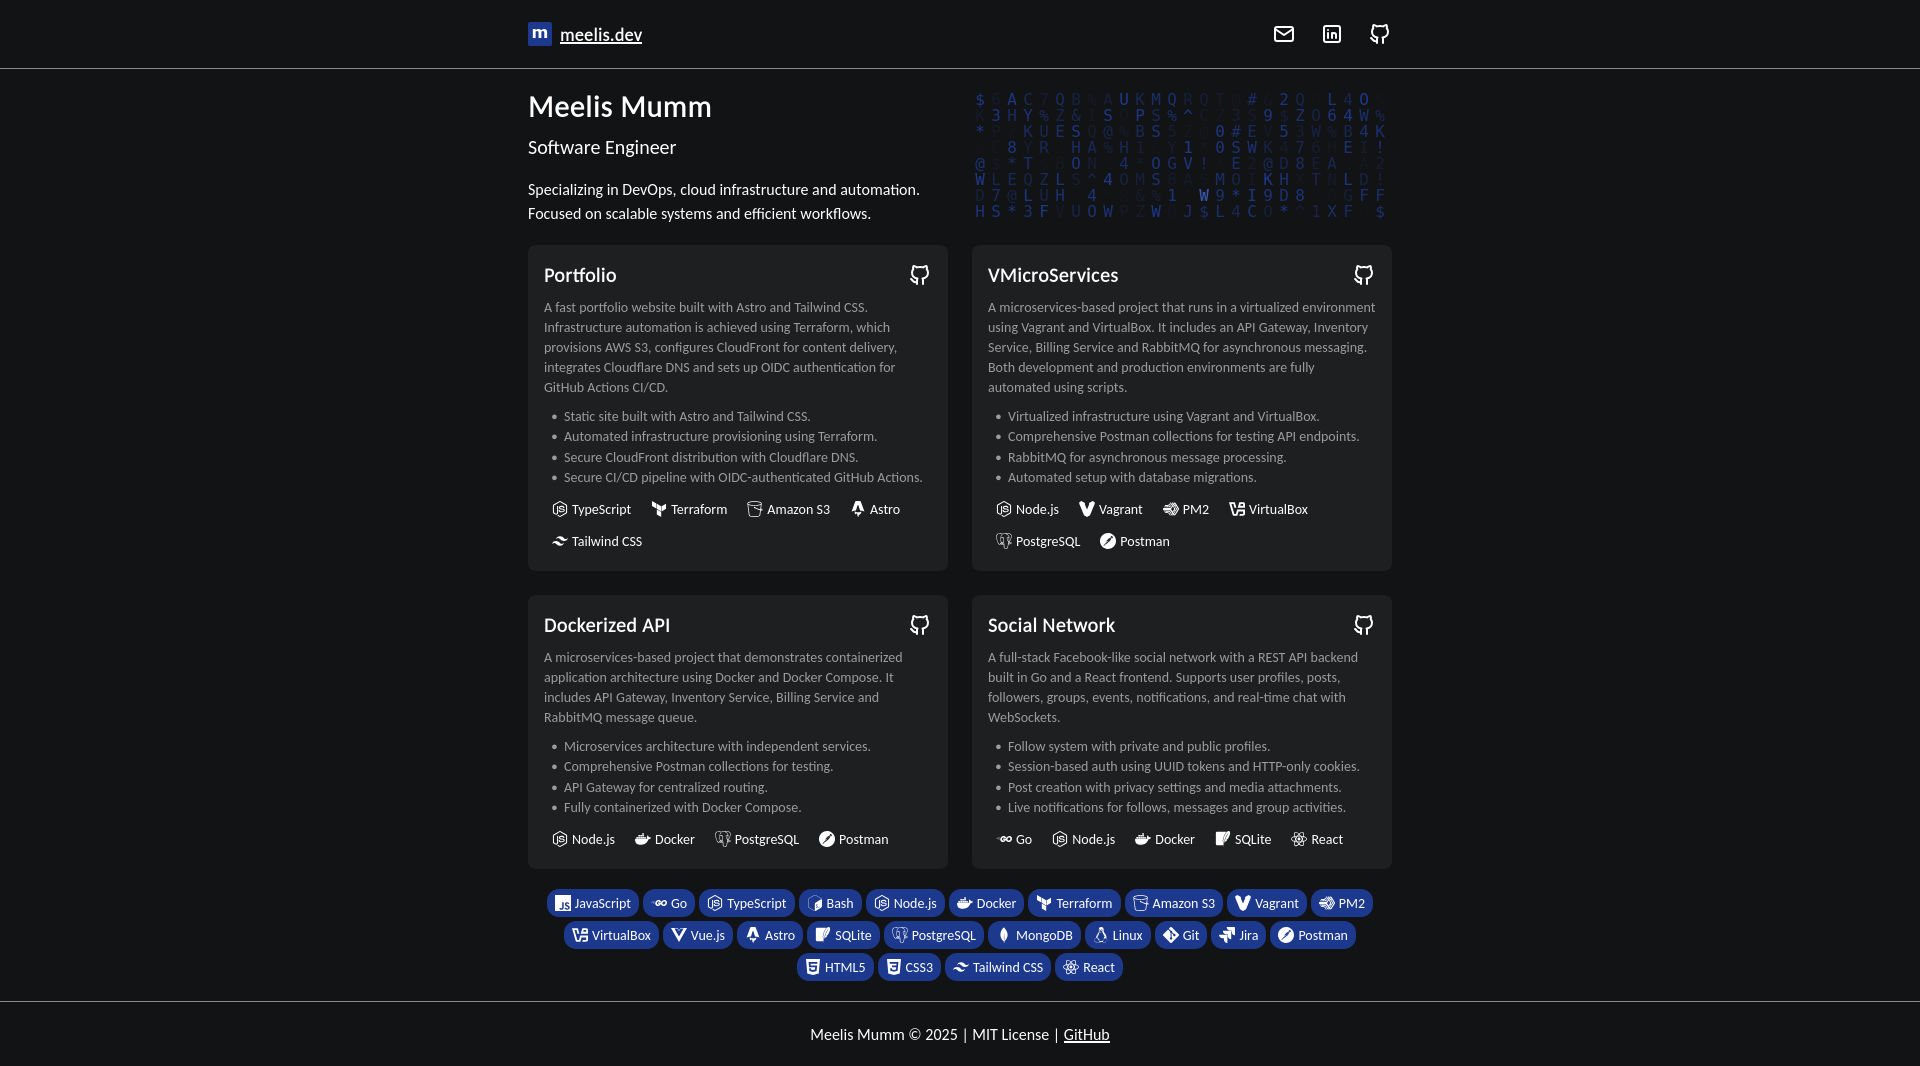 m meelis.dev
Meelis Mumm
Software Engineer
Specializing in DevOps, cloud infrastructure and automation.
Focused on scalable systems and efficient workflows.
Portfolio
A fast portfolio website built with Astro and Tailwind CSS.
Infrastructure automation is achieved using Terraform, which
provisions AWS S3, configures CloudFront for content delivery,
integrates Cloudflare DNS and sets up OIDC authentication for
GitHub Actions CI/CD.
• Static site built with Astro and Tailwind CSS.
• Automated infrastructure provisioning using Terraform.
• Secure CloudFront distribution with Cloudflare DNS.
• Secure CI/CD pipeline with OIDC-authenticated GitHub Actions.
TypeScript Terraform Amazon S3 Astro
Tailwind CSS
VMicroServices
A microservices-based project that runs in a virtualized environment
using Vagrant and VirtualBox. It includes an API Gateway, Inventory
Service, Billing Service and RabbitMQ for asynchronous messaging.
Both development and production environments are fully
automated using scripts.
• Virtualized infrastructure using Vagrant and VirtualBox.
• Comprehensive Postman collections for testing API endpoints.
• RabbitMQ for asynchronous message processing.
• Automated setup with database migrations.
Node.js Vagrant PM2 VirtualBox
PostgreSQL Postman
Dockerized API
A microservices-based project that demonstrates containerized
application architecture using Docker and Docker Compose. It
includes API Gateway, Inventory Service, Billing Service and
RabbitMQ message queue.
• Microservices architecture with independent services.
• Comprehensive Postman collections for testing.
• API Gateway for centralized routing.
• Fully containerized with Docker Compose.
Node.js Docker PostgreSQL Postman
Social Network
A full-stack Facebook-like social network with a REST API backend
built in Go and a React frontend. Supports user profiles, posts,
followers, groups, events, notifications, and real-time chat with
WebSockets.
• Follow system with private and public profiles.
• Session-based auth using UUID tokens and HTTP-only cookies.
• Post creation with privacy settings and media attachments.
• Live notifications for follows, messages and group activities.
Go Node.js Docker SQLite React
JavaScript Go TypeScript Bash Node.js Docker Terraform Amazon S3 Vagrant PM2
VirtualBox Vue.js Astro SQLite PostgreSQL MongoDB Linux Git Jira Postman
HTML5 CSS3 Tailwind CSS React
Meelis Mumm © 2025 | MIT License | GitHub